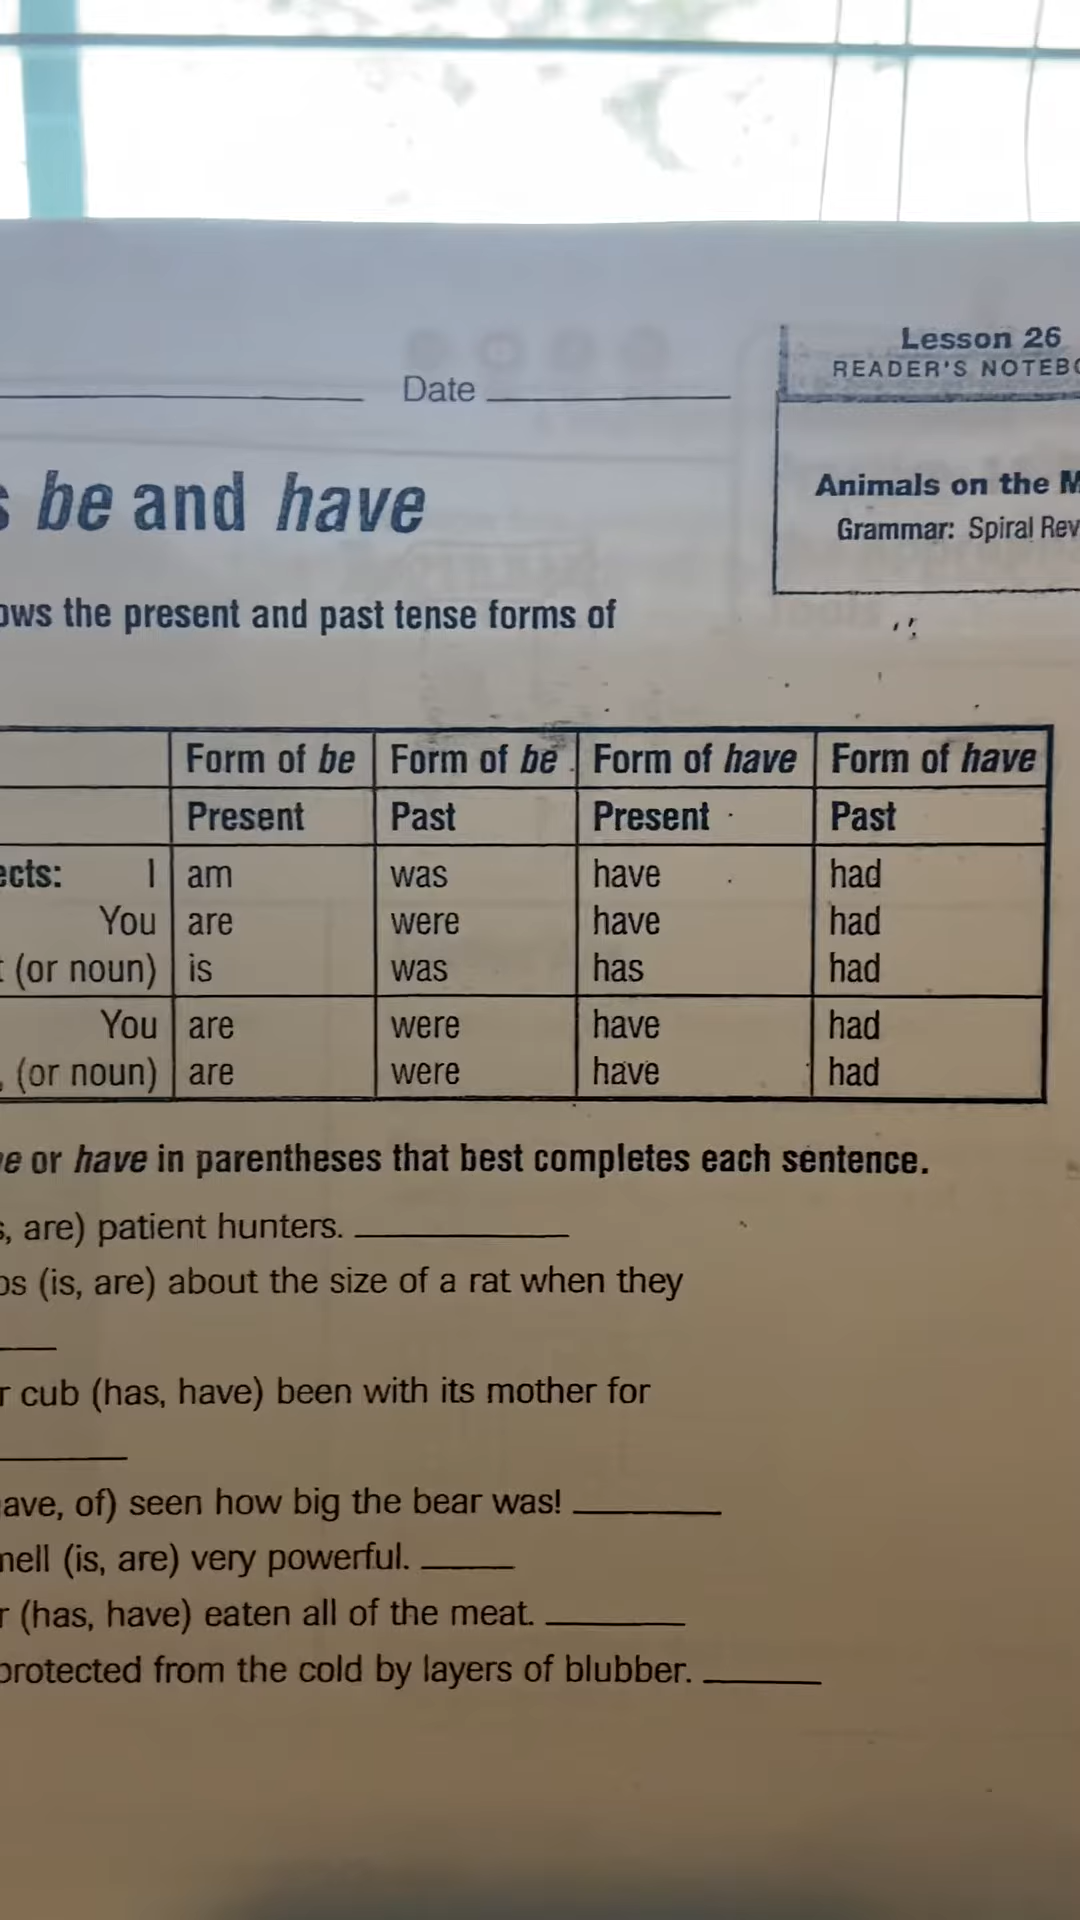 Lesson 26
READER'S
Date
be and have
Animals on the
Grammar: Spiral
the present and past tense forms of
Form of be Form of be Form of have Form of have
Present Past Present Past
I am was have had
You are were have had
(or noun) is was has had
You are were have had
(or noun) are were have had
or have in parentheses that best completes each sentence.
are) patient hunters.
(is, are) about the size of a rat when they
cub (has, have) been with its mother for
of) seen how big the bear was!
(is, are) very powerful.
(has, have) eaten all of the meat.
protected from the cold by layers of blubber.